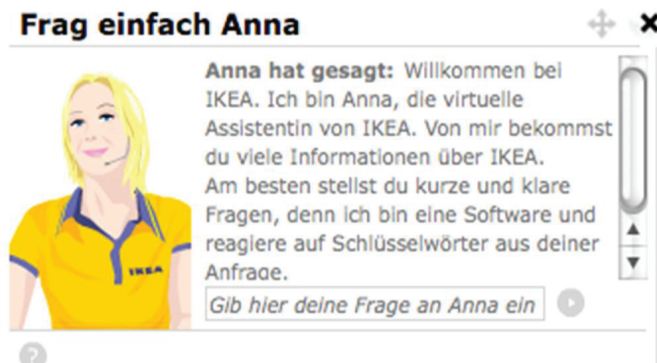 Frag einfach Anna
Anna hat gesagt: Willkommen bei
IKEA. Ich bin Anna, die virtuelle
Assistentin von IKEA. Von mir bekommst
du viele Informationen über IKEA.
Am besten stellst du kurze und klare
Fragen, denn ich bin eine Software und
reagiere auf Schlüsselwörter aus deiner
Anfrage.
IKEA
Gib hier deine Frage an Anna ein
?